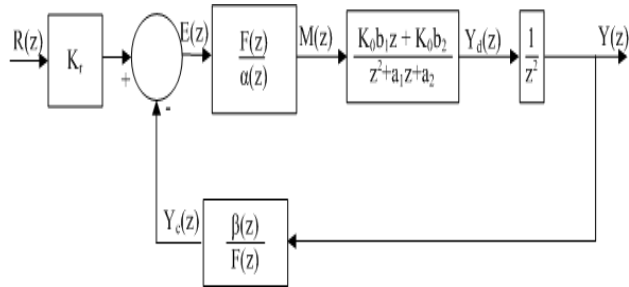 R(z)
K_r
+
-
E(z)
F(z)
α(z)
M(z)
K_0b_1z + K_0b_2
z^2+a_1z+a_2
Y_d(z)
1
z^2
Y(z)
Y_c(z)
β(z)
F(z)